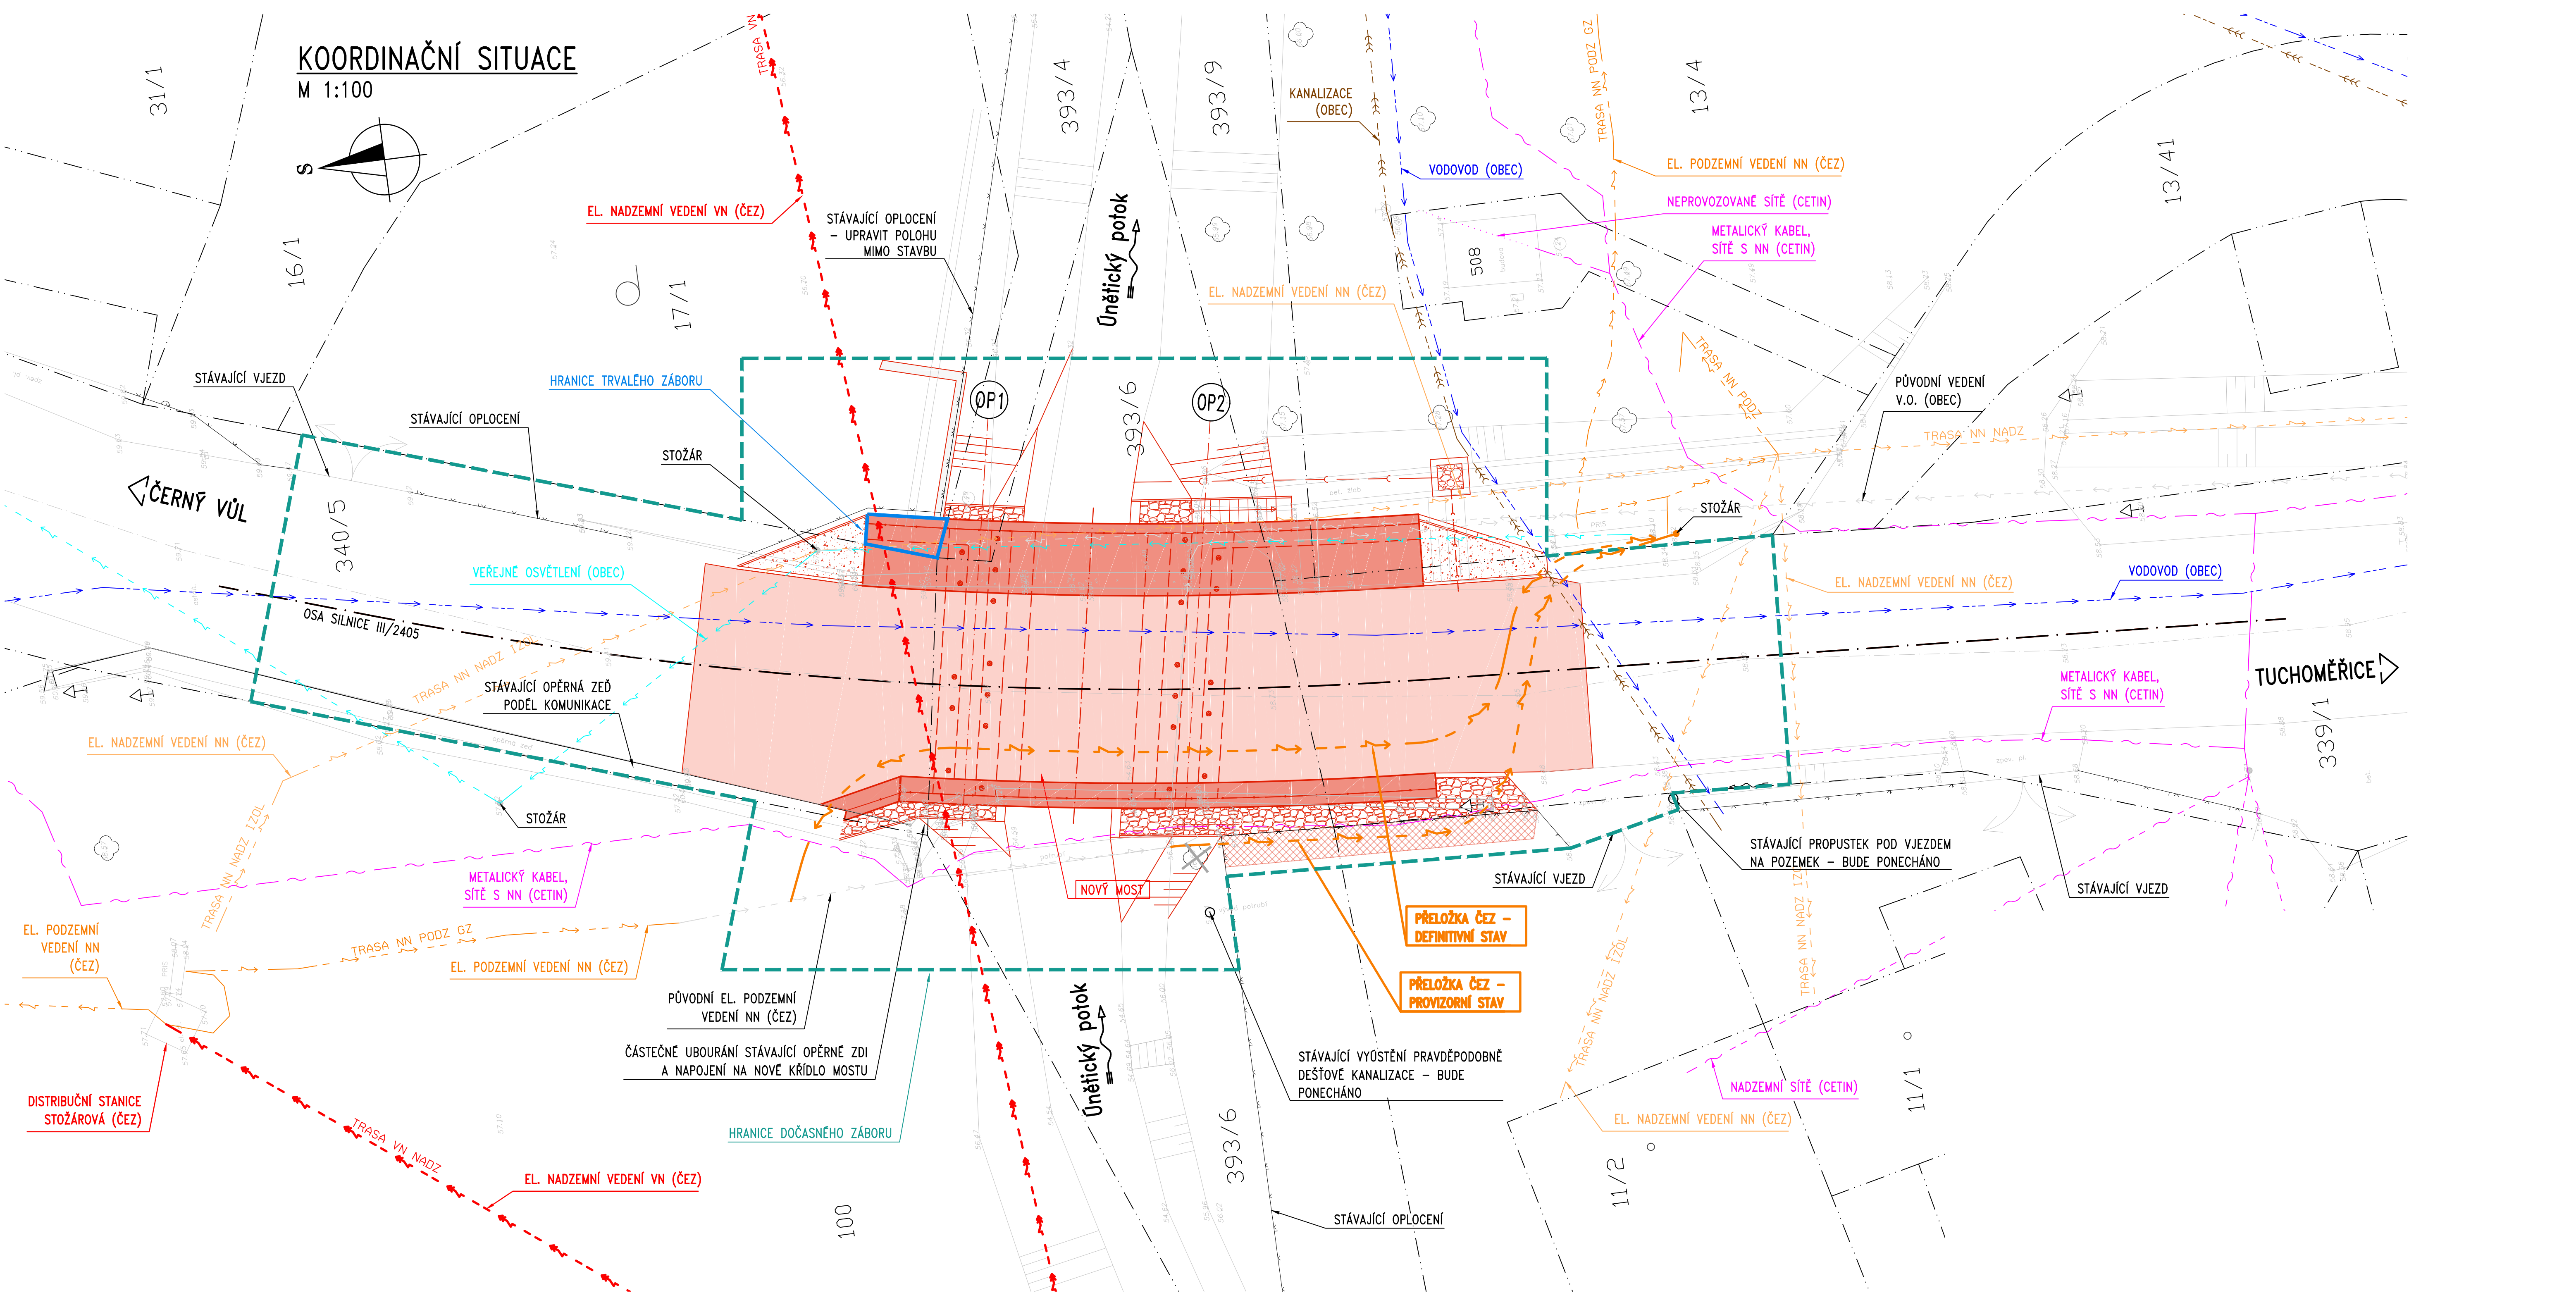 KOORDINAČNÍ SITUACE
M 1:100
S
31/1
16/1
17/1
393/4
393/9
13/4
13/41
TRASA VN
KANALIZACE
(OBEC)
VODOVOD (OBEC)
TRASA NN PODZ GZ
EL. PODZEMNÍ VEDENÍ NN (ČEZ)
NEPROVOZOVANÉ SÍTĚ (CETIN)
METALICKÝ KABEL,
SÍTĚ S NN (CETIN)
EL. NADZEMNÍ VEDENÍ VN (ČEZ)
STÁVAJÍCÍ OPLOCENÍ
– UPRAVIT POLOHU
MIMO STAVBU
Únětický potok
508
budova
EL. NADZEMNÍ VEDENÍ NN (ČEZ)
TRASA NN PODZ
STÁVAJÍCÍ VJEZD
HRANICE TRVALÉHO ZÁBORU
STÁVAJÍCÍ OPLOCENÍ
STOŽÁR
OP1
OP2
393/6
PŮVODNÍ VEDENÍ
V.O. (OBEC)
TRASA NN NADZ
ČERNÝ VŮL
340/5
bet. žlab
STOŽÁR
VEŘEJNÉ OSVĚTLENÍ (OBEC)
EL. NADZEMNÍ VEDENÍ NN (ČEZ)
VODOVOD (OBEC)
OSA SILNICE III/2405
TRASA NN NADZ IZOL
STÁVAJÍCÍ OPĚRNÁ ZEĎ
PODÉL KOMUNIKACE
opěrná zeď
TUCHOMĚŘICE
METALICKÝ KABEL,
SÍTĚ S NN (CETIN)
339/1
EL. NADZEMNÍ VEDENÍ NN (ČEZ)
TRASA NN NADZ IZOL
STOŽÁR
zpev. pl.
STÁVAJÍCÍ PROPUSTEK POD VJEZDEM
NA POZEMEK – BUDE PONECHÁNO
STÁVAJÍCÍ VJEZD
STÁVAJÍCÍ VJEZD
METALICKÝ KABEL,
SÍTĚ S NN (CETIN)
NOVÝ MOST
PŘELOŽKA ČEZ –
DEFINITIVNÍ STAV
PŘELOŽKA ČEZ –
PROVIZORNÍ STAV
EL. PODZEMNÍ
VEDENÍ NN
(ČEZ)
TRASA NN PODZ GZ
EL. PODZEMNÍ VEDENÍ NN (ČEZ)
TRASA NN NADZ IZOL
TRASA NN NADZ IZOL
PŮVODNÍ EL. PODZEMNÍ
VEDENÍ NN (ČEZ)
ČÁSTEČNÉ UBOURÁNÍ STÁVAJÍCÍ OPĚRNÉ ZDI
A NAPOJENÍ NA NOVÉ KŘÍDLO MOSTU
Únětický potok
STÁVAJÍCÍ VYÚSTĚNÍ PRAVDĚPODOBNĚ
DEŠŤOVÉ KANALIZACE – BUDE
PONECHÁNO
NADZEMNÍ SÍTĚ (CETIN)
11/1
EL. NADZEMNÍ VEDENÍ NN (ČEZ)
DISTRIBUČNÍ STANICE
STOŽÁROVÁ (ČEZ)
TRASA VN NADZ
HRANICE DOČASNÉHO ZÁBORU
EL. NADZEMNÍ VEDENÍ VN (ČEZ)
100
393/6
11/2
STÁVAJÍCÍ OPLOCENÍ